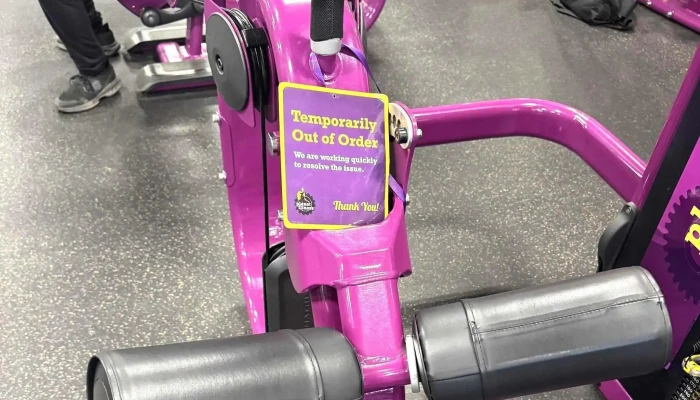 Temporarily
Out of Order
We are working quickly
to resolve the issue.
Thank You!